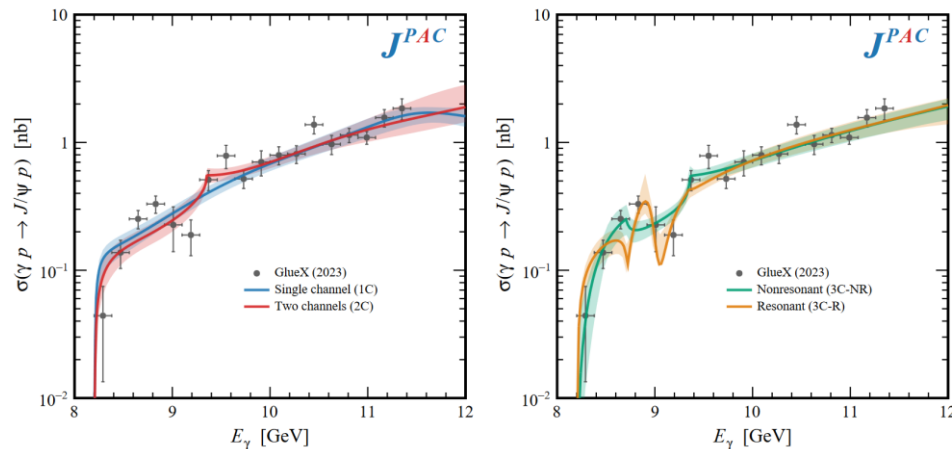 10
1
10⁻¹
10⁻²
σ(γ p → J/ψ p) [nb]
J PAC
GlueX (2023)
Single channel (1C)
Two channels (2C)
8 9 10 11 12
Eγ [GeV]
10
1
10⁻¹
10⁻²
σ(γ p → J/ψ p) [nb]
J PAC
GlueX (2023)
Nonresonant (3C-NR)
Resonant (3C-R)
8 9 10 11 12
Eγ [GeV]